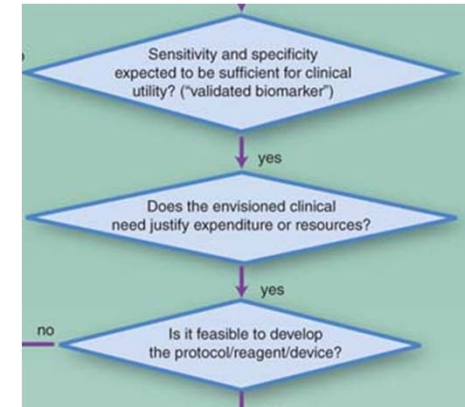 Sensitivity and specificity
expected to be sufficient for clinical
utility? (“validated biomarker”)
yes
Does the envisioned clinical
need justify expenditure or resources?
yes
no
Is it feasible to develop
the protocol/reagent/device?